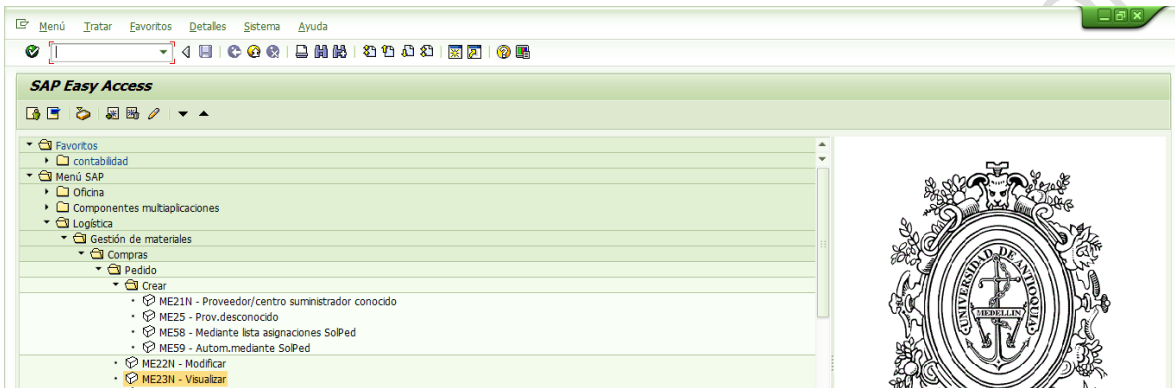 Menú Tratar Favoritos Detalles Sistema Ayuda
SAP Easy Access
Favoritos
contabilidad
Menú SAP
Oficina
Componentes multiaplicaciones
Logística
Gestión de materiales
Compras
Pedido
Crear
ME21N - Proveedor/centro suministrador conocido
ME25 - Prov.desconocido
ME58 - Mediante lista asignaciones SolPed
ME59 - Autom.mediante SolPed
ME22N - Modificar
ME23N - Visualizar
UNIVERSIDAD DE ANTIOQUIA
MEDELLIN